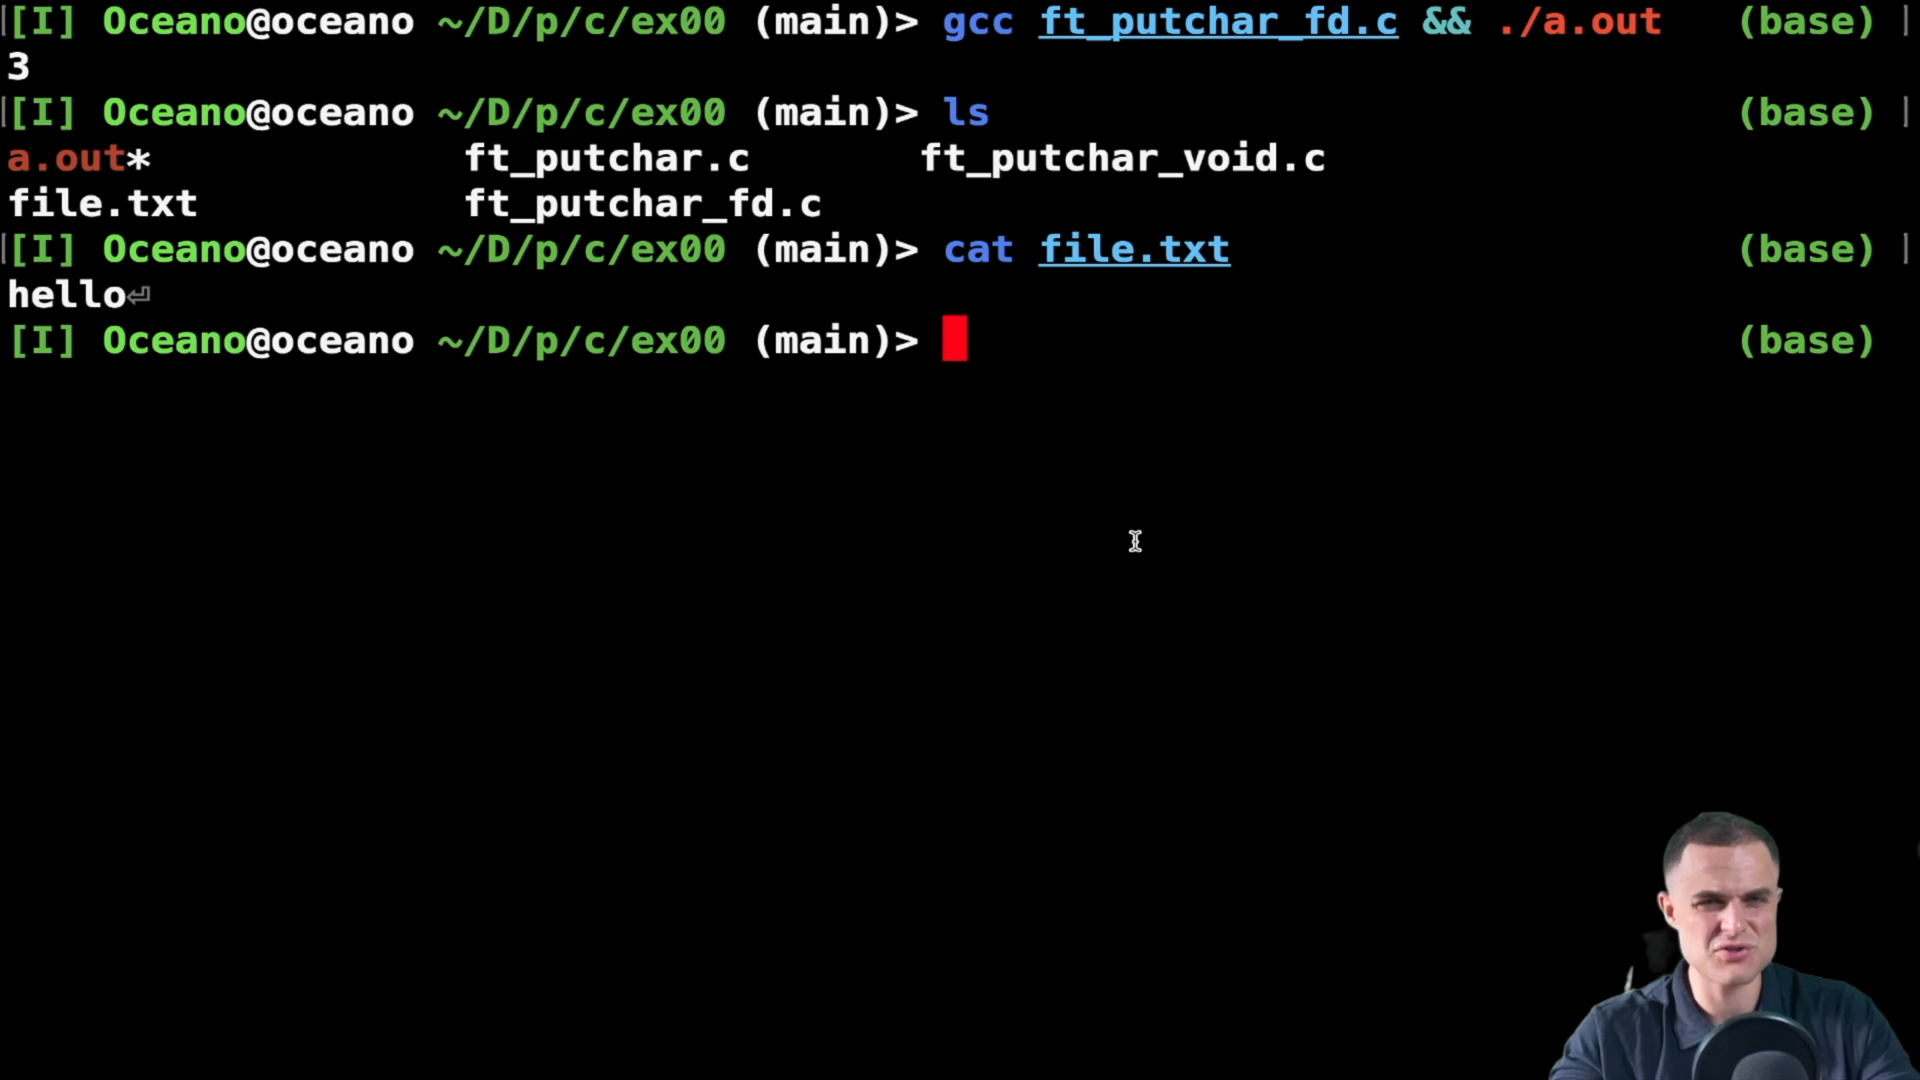 [I] Oceano@oceano ~/D/p/c/ex00 (main)> gcc ft_putchar_fd.c && ./a.out (base)
3
[I] Oceano@oceano ~/D/p/c/ex00 (main)> ls (base)
a.out* ft_putchar.c ft_putchar_void.c
file.txt ft_putchar_fd.c
[I] Oceano@oceano ~/D/p/c/ex00 (main)> cat file.txt (base)
hello⏎
[I] Oceano@oceano ~/D/p/c/ex00 (main)> (base)